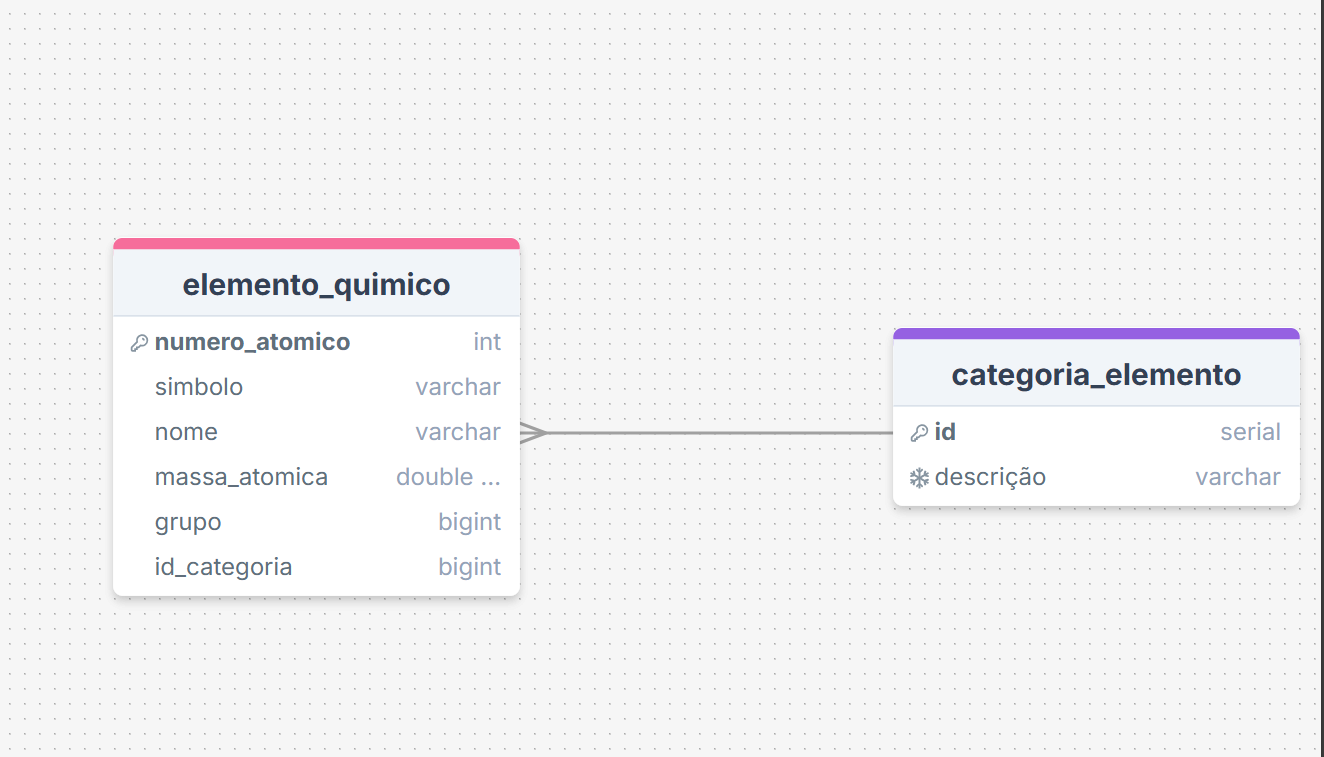 elemento_quimico
numero_atomico int
simbolo varchar
nome varchar
massa_atomica double ...
grupo bigint
id_categoria bigint
categoria_elemento
id serial
descrição varchar